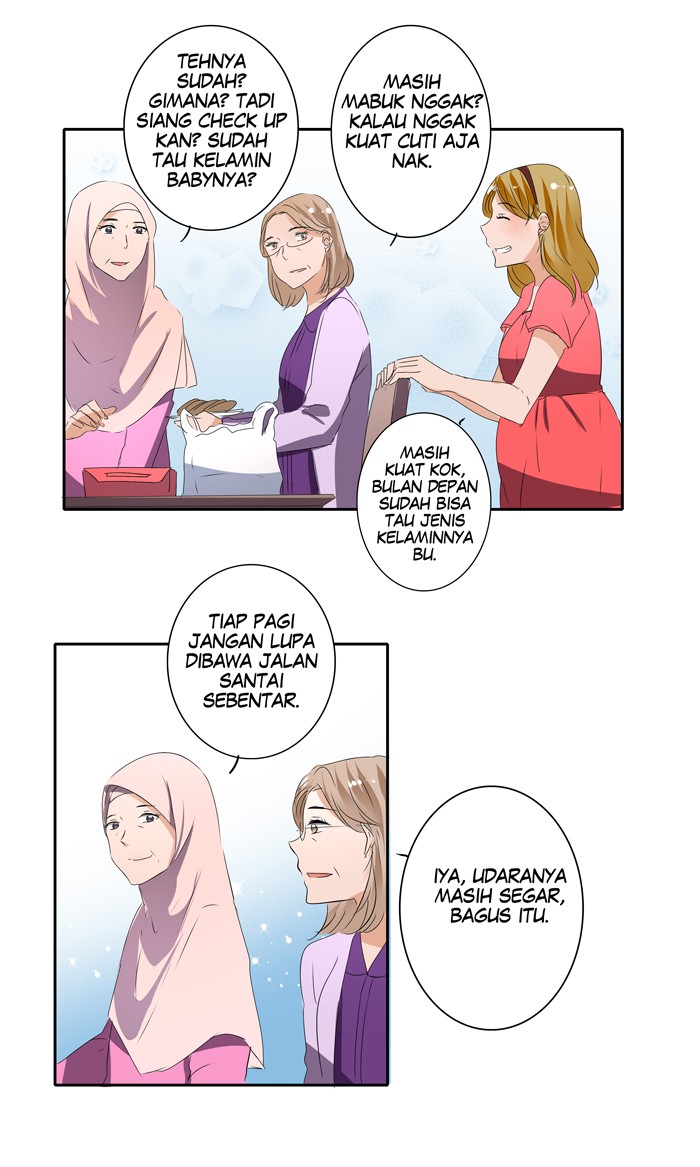 TEHNYA
SUDAH?
GIMANA? TADI
SIANG CHECK UP
KAN? SUDAH
TAU KELAMIN
BABYNYA?
MASIH
MABUK NGGAK?
KALAU NGGAK
KUAT CUTI AJA
NAK.
MASIH
KUAT KOK,
BULAN DEPAN
SUDAH BISA
TAU JENIS
KELAMINNYA
BU.
TIAP PAGI
JANGAN LUPA
DIBAWA JALAN
SANTAI
SEBENTAR.
IYA, UDARANYA
MASIH SEGAR,
BAGUS ITU.